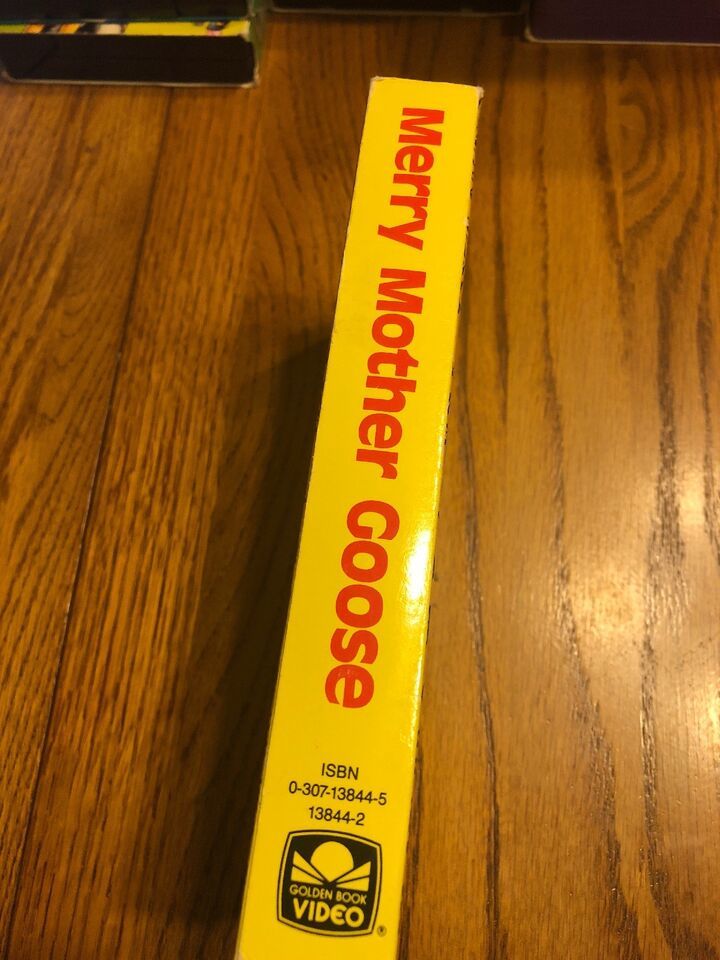 Merry Mother Goose
ISBN
0-307-13844-5
13844-2
GOLDEN BOOK
VIDEO
®